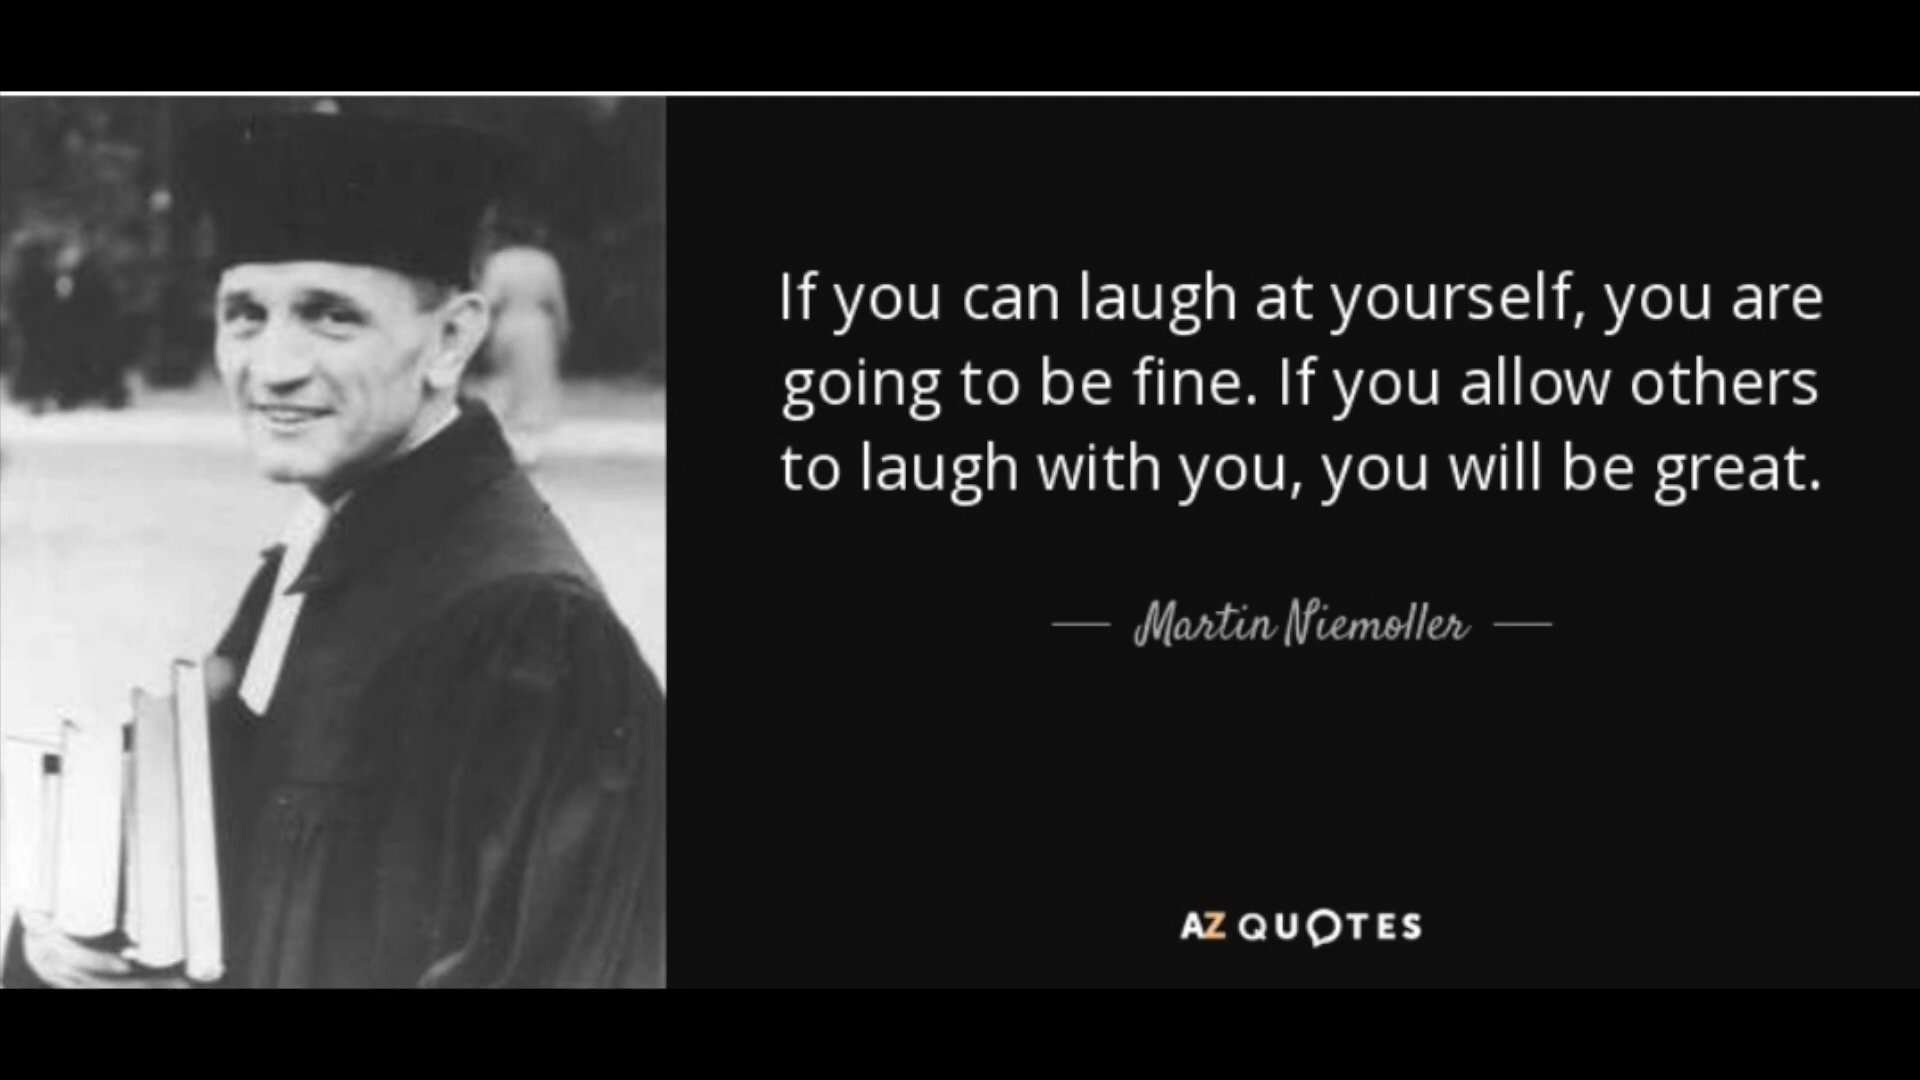 If you can laugh at yourself, you are
going to be fine. If you allow others
to laugh with you, you will be great.
Martin Niemoller
AZ QUOTES